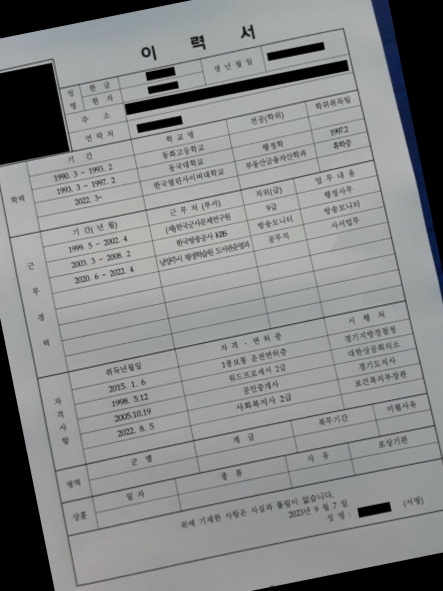 이 력 서
성 명 한 글 생 년 월 일
한 자
주 소
연 락 처
학력 기 간 학 교 명 전공(학위) 학위취득일
1990. 3 ~ 1993. 2 동화고등학교
1993. 3 ~ 1997. 2 동국대학교 행정학 1997.2
2022. 3~ 한국열린사이버대학교 부동산금융자산학과 휴학중
근 무 경 력 기 간( 년 월) 근 무 처 (부서) 직위(급) 업 무 내 용
1999. 5 ~ 2002. 4 (재)한국군사문제연구원 9급 행정사무
2003. 3 ~ 2008. 2 한국방송공사 KBS 방송모니터 방송모니터
2020. 6 ~ 2022. 4 남양주시 평생학습원 도서관운영과 공무직 사서업무
자 격 사 항 취득년월일 자 격 · 면 허 증 시 행 처
2015. 1. 6 1종보통 운전면허증 경기지방경찰청
1998. 5.12 워드프로세서 2급 대한상공회의소
2005.10.19 공인중개사 경기도지사
2022. 8. 5 사회복지사 2급 보건복지부장관
병력 군 별 계 급 복무기간 미필사유
상훈 일 자 종 류 사 유 포상기관
위에 기재한 사항은 사실과 틀림이 없습니다.
2023년 9 월 7 일
성 명 : (서명)